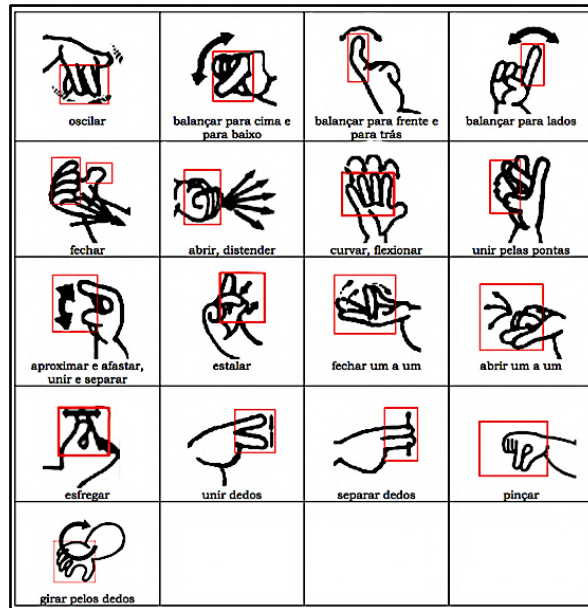 oscilar
balançar para cima e
para baixo
balançar para frente e
para trás
balançar para lados
fechar
abrir, distender
curvar, flexionar
unir pelas pontas
aproximar e afastar,
unir e separar
estalar
fechar um a um
abrir um a um
esfregar
unir dedos
separar dedos
pinçar
girar pelos dedos